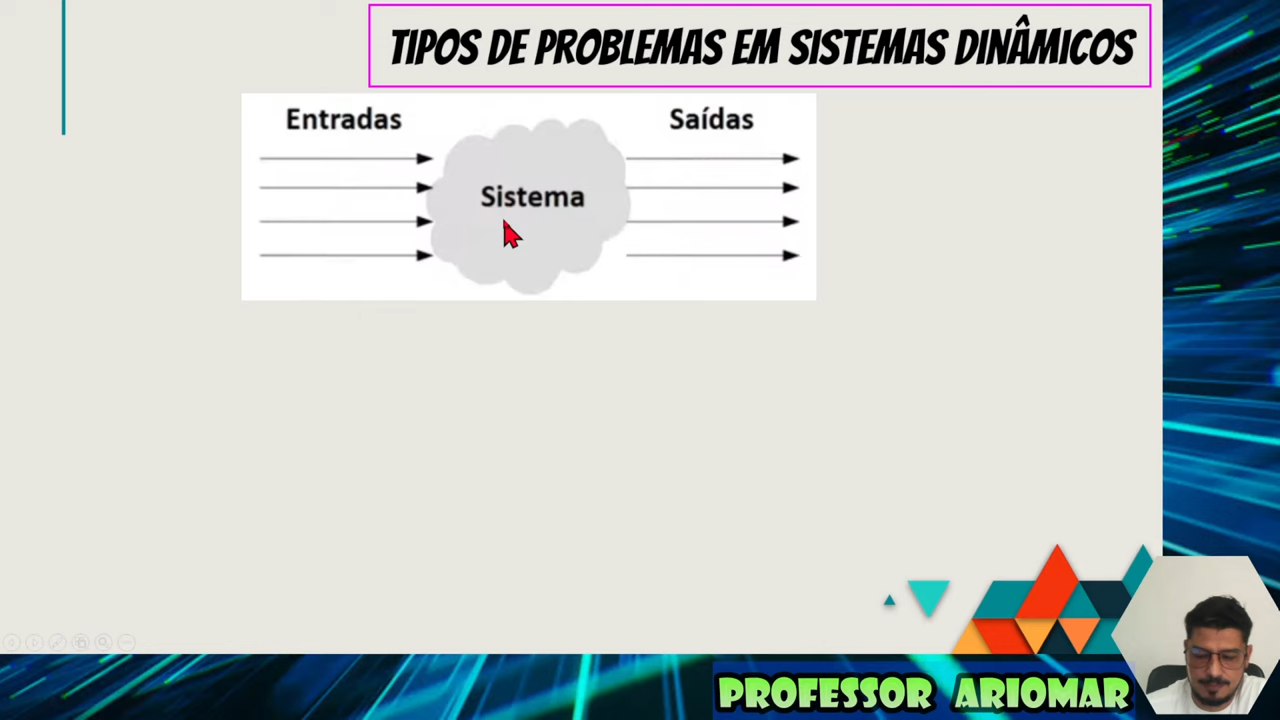 TIPOS DE PROBLEMAS EM SISTEMAS DINÂMICOS
Entradas
Saídas
Sistema
PROFESSOR ARIOMAR